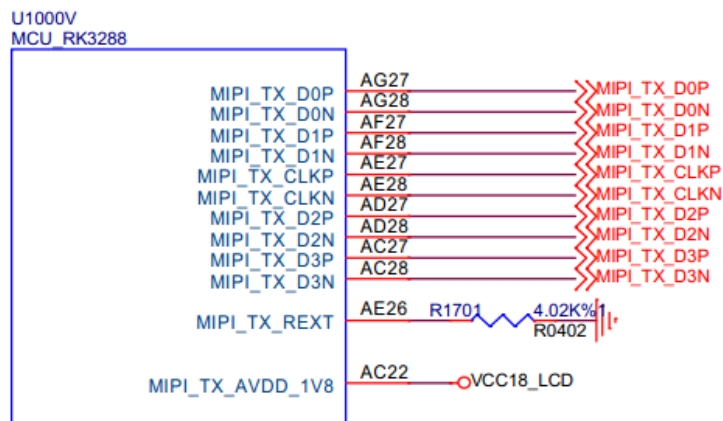 U1000V
MCU_RK3288
MIPI_TX_D0P AG27 MIPI_TX_D0P
MIPI_TX_D0N AG28 MIPI_TX_D0N
MIPI_TX_D1P AF27 MIPI_TX_D1P
MIPI_TX_D1N AF28 MIPI_TX_D1N
MIPI_TX_CLKP AE27 MIPI_TX_CLKP
MIPI_TX_CLKN AE28 MIPI_TX_CLKN
MIPI_TX_D2P AD27 MIPI_TX_D2P
MIPI_TX_D2N AD28 MIPI_TX_D2N
MIPI_TX_D3P AC27 MIPI_TX_D3P
MIPI_TX_D3N AC28 MIPI_TX_D3N
MIPI_TX_REXT AE26 R1701 4.02K%1
R0402
MIPI_TX_AVDD_1V8 AC22 VCC18_LCD